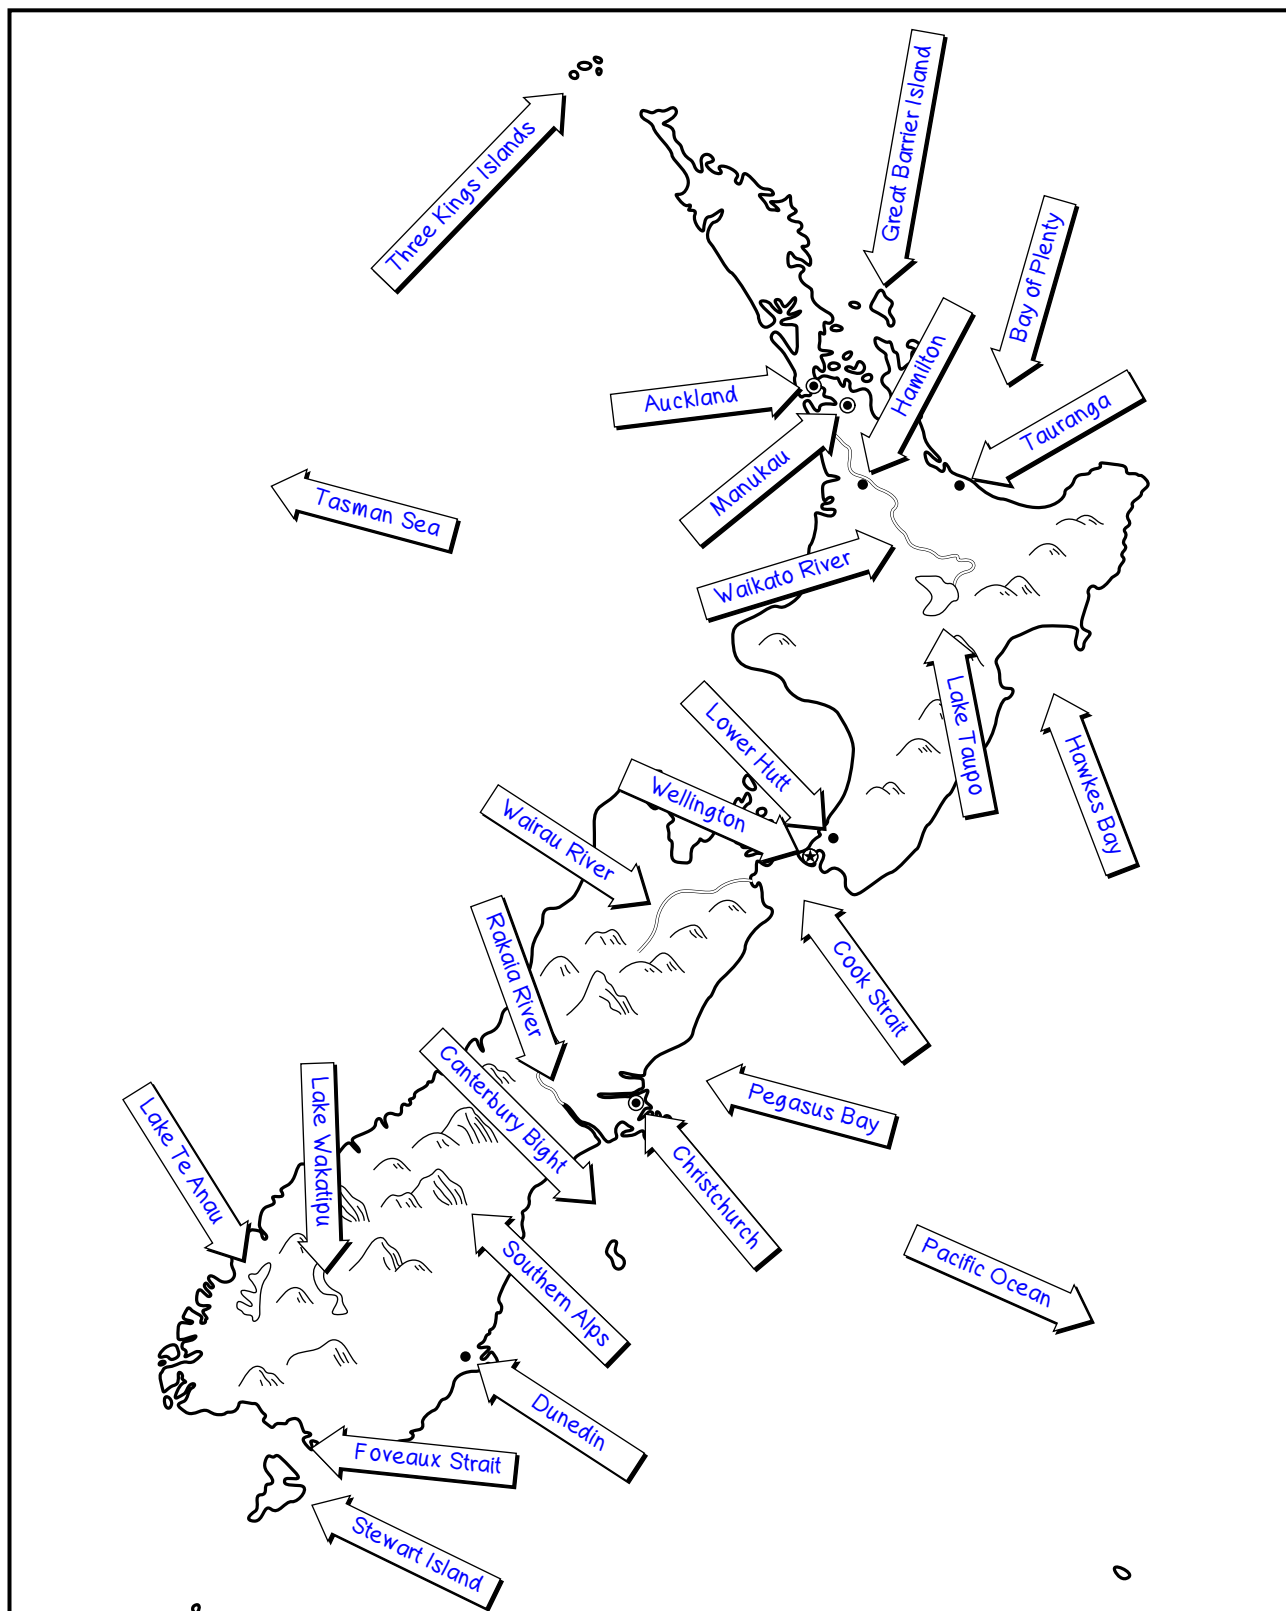 Great Barrier Island
Three Kings Islands
Bay of Plenty
Hamilton
Auckland
Tauranga
Manukau
Tasman Sea
Waikato River
Lake Taupo
Lower Hutt
Hawkes Bay
Wellington
Wairau River
Rakaia River
Cook Strait
Canterbury Bight
Pegasus Bay
Lake Te Anau
Lake Wakatipu
Christchurch
Pacific Ocean
Southern Alps
Dunedin
Foveaux Strait
Stewart Island